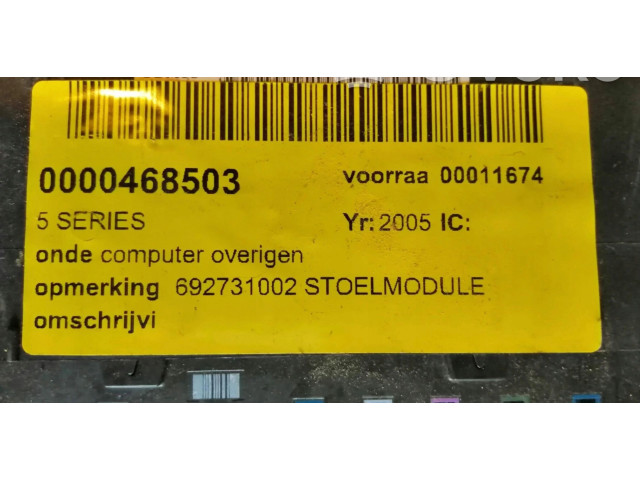 0000468503 voorraa 00011674
5 SERIES Yr: 2005 IC:
onde computer overigen
opmerking 692731002 STOELMODULE
omschrijvi